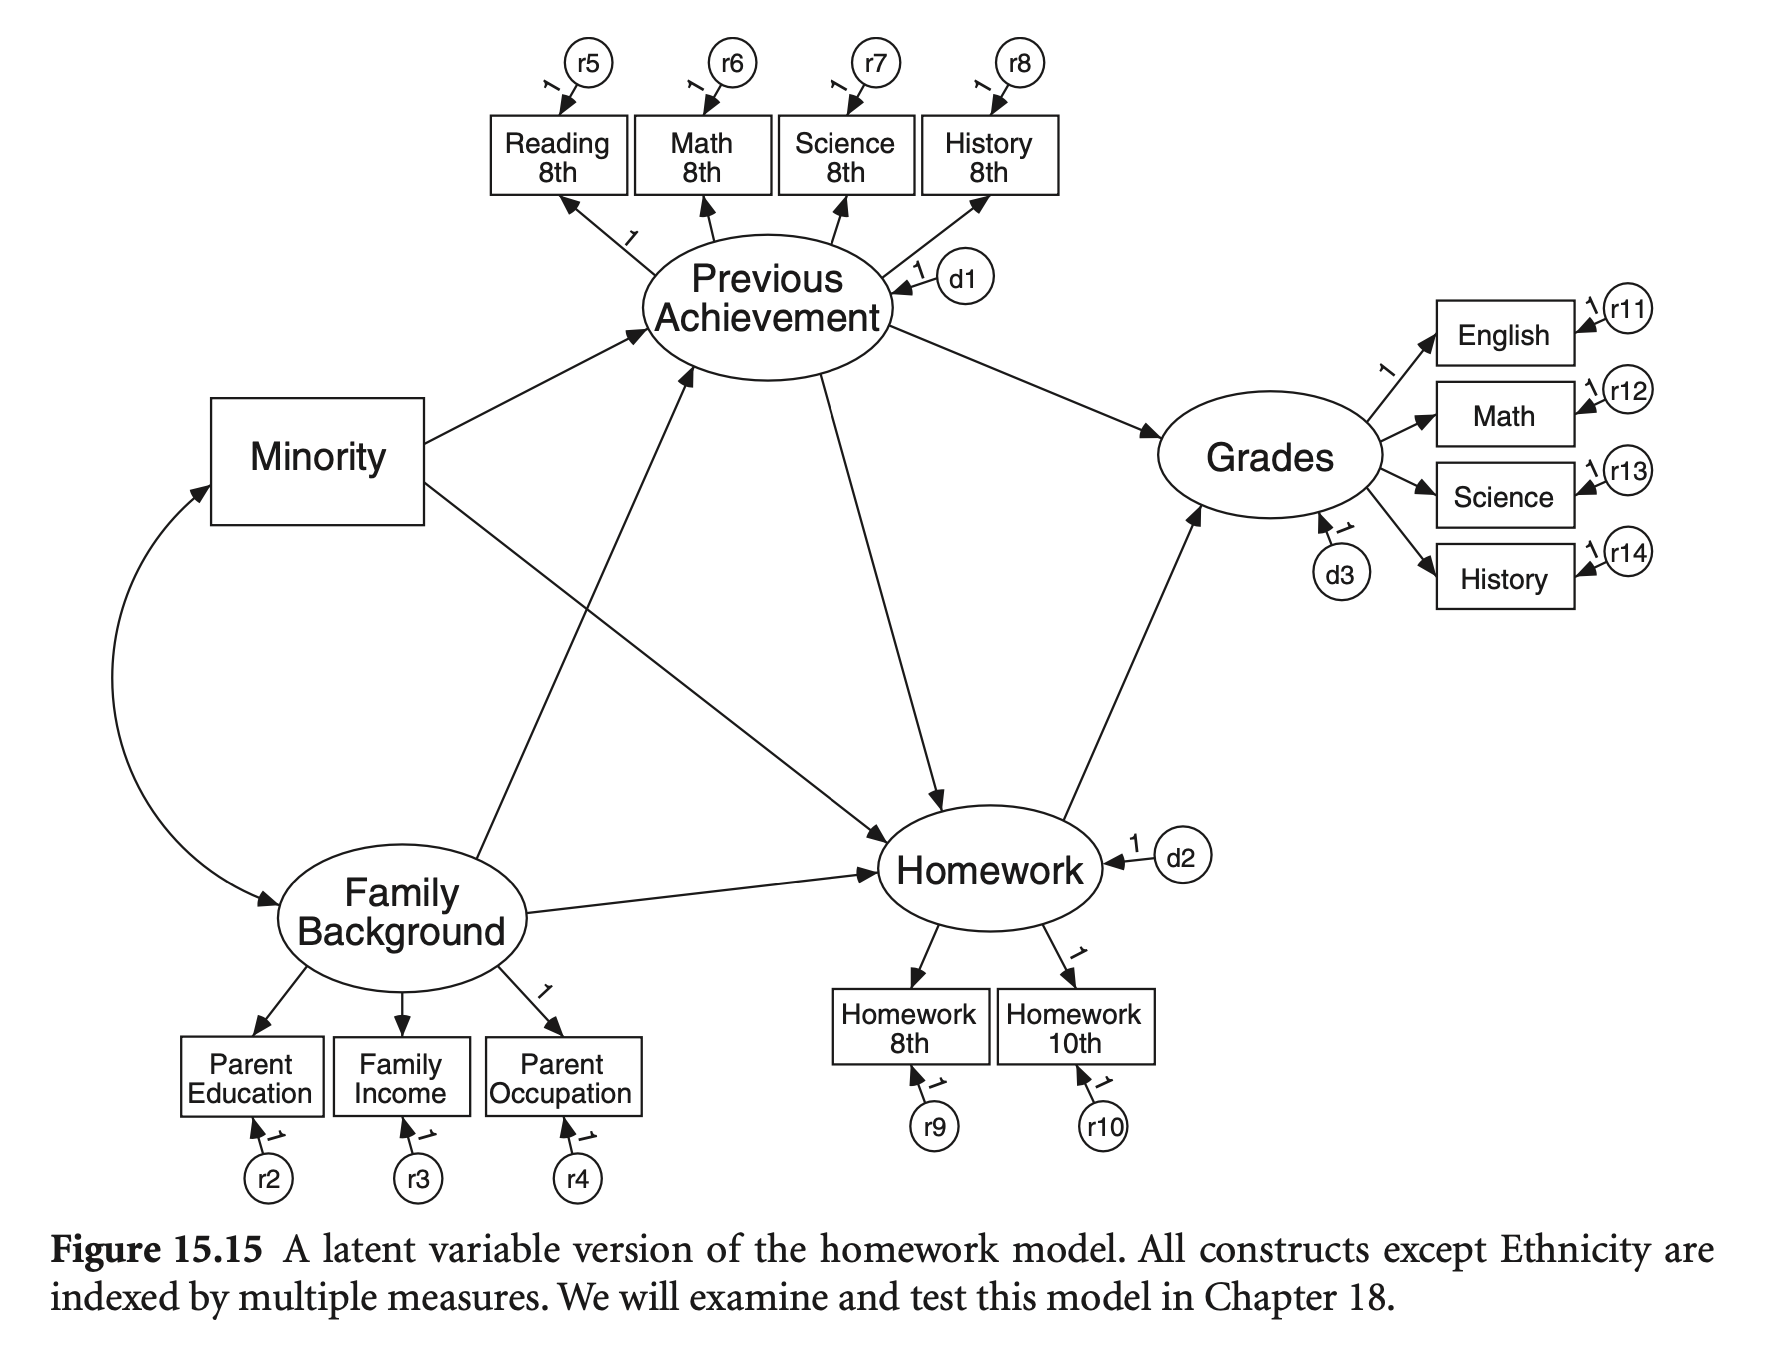 r5
r6
r7
r8
1
1
1
1
Reading
8th
Math
8th
Science
8th
History
8th
1
Previous
Achievement
1
d1
Minority
Grades
1
English
1
r11
Math
1
r12
Science
1
r13
History
1
r14
1
d3
Family
Background
Homework
1
d2
1
Parent
Education
Family
Income
Parent
Occupation
1
1
1
r2
r3
r4
1
Homework
8th
Homework
10th
1
1
r9
r10
Figure 15.15 A latent variable version of the homework model. All constructs except Ethnicity are
indexed by multiple measures. We will examine and test this model in Chapter 18.